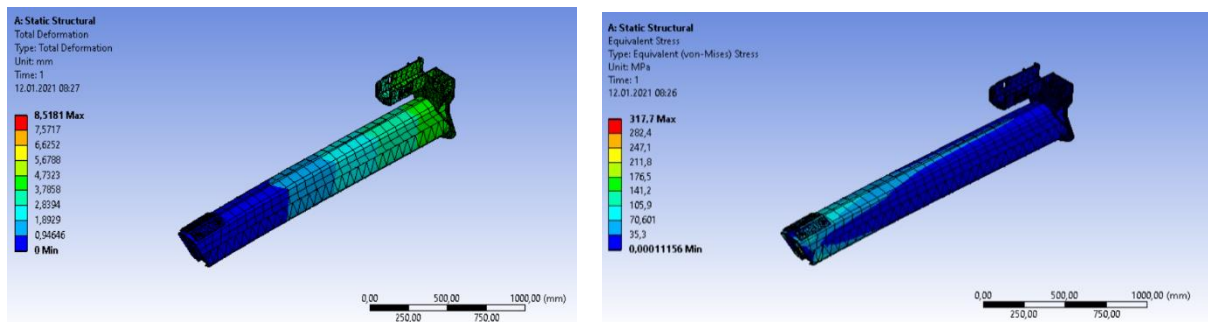 A: Static Structural
Total Deformation
Type: Total Deformation
Unit: mm
Time: 1
12.01.2021 08:27
8,5181 Max
7,5717
6,6252
5,6788
4,7323
3,7858
2,8394
1,8929
0,94646
0 Min
0,00 500,00 1000,00 (mm)
250,00 750,00
A: Static Structural
Equivalent Stress
Type: Equivalent (von-Mises) Stress
Unit: MPa
Time: 1
12.01.2021 08:26
317,7 Max
282,4
247,1
211,8
176,5
141,2
105,9
70,601
35,3
0,00011156 Min
0,00 500,00 1000,00 (mm)
250,00 750,00